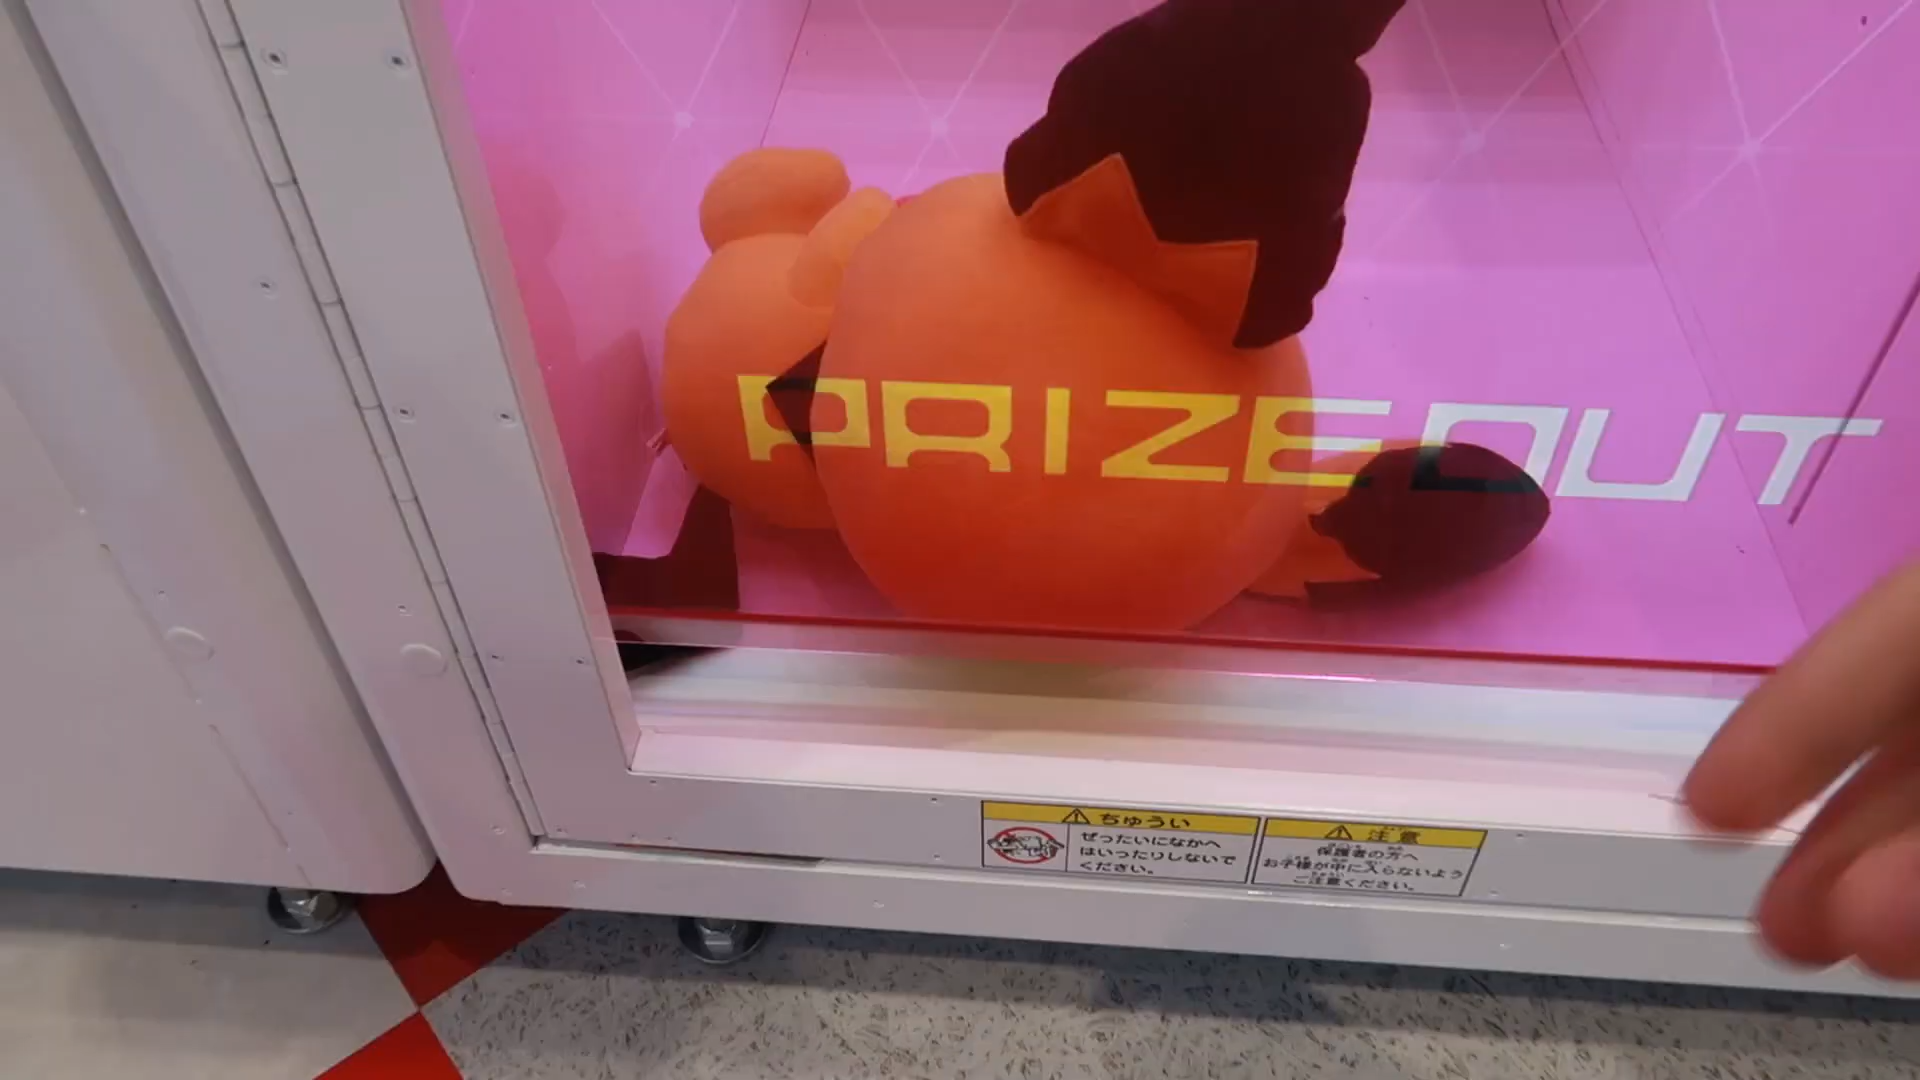 PRIZE OUT
ちゅうい
ぜったいになかへ
はいったりしないで
ください。
注意
保護者の方へ
お子様が中に入らないよう
ご注意ください。